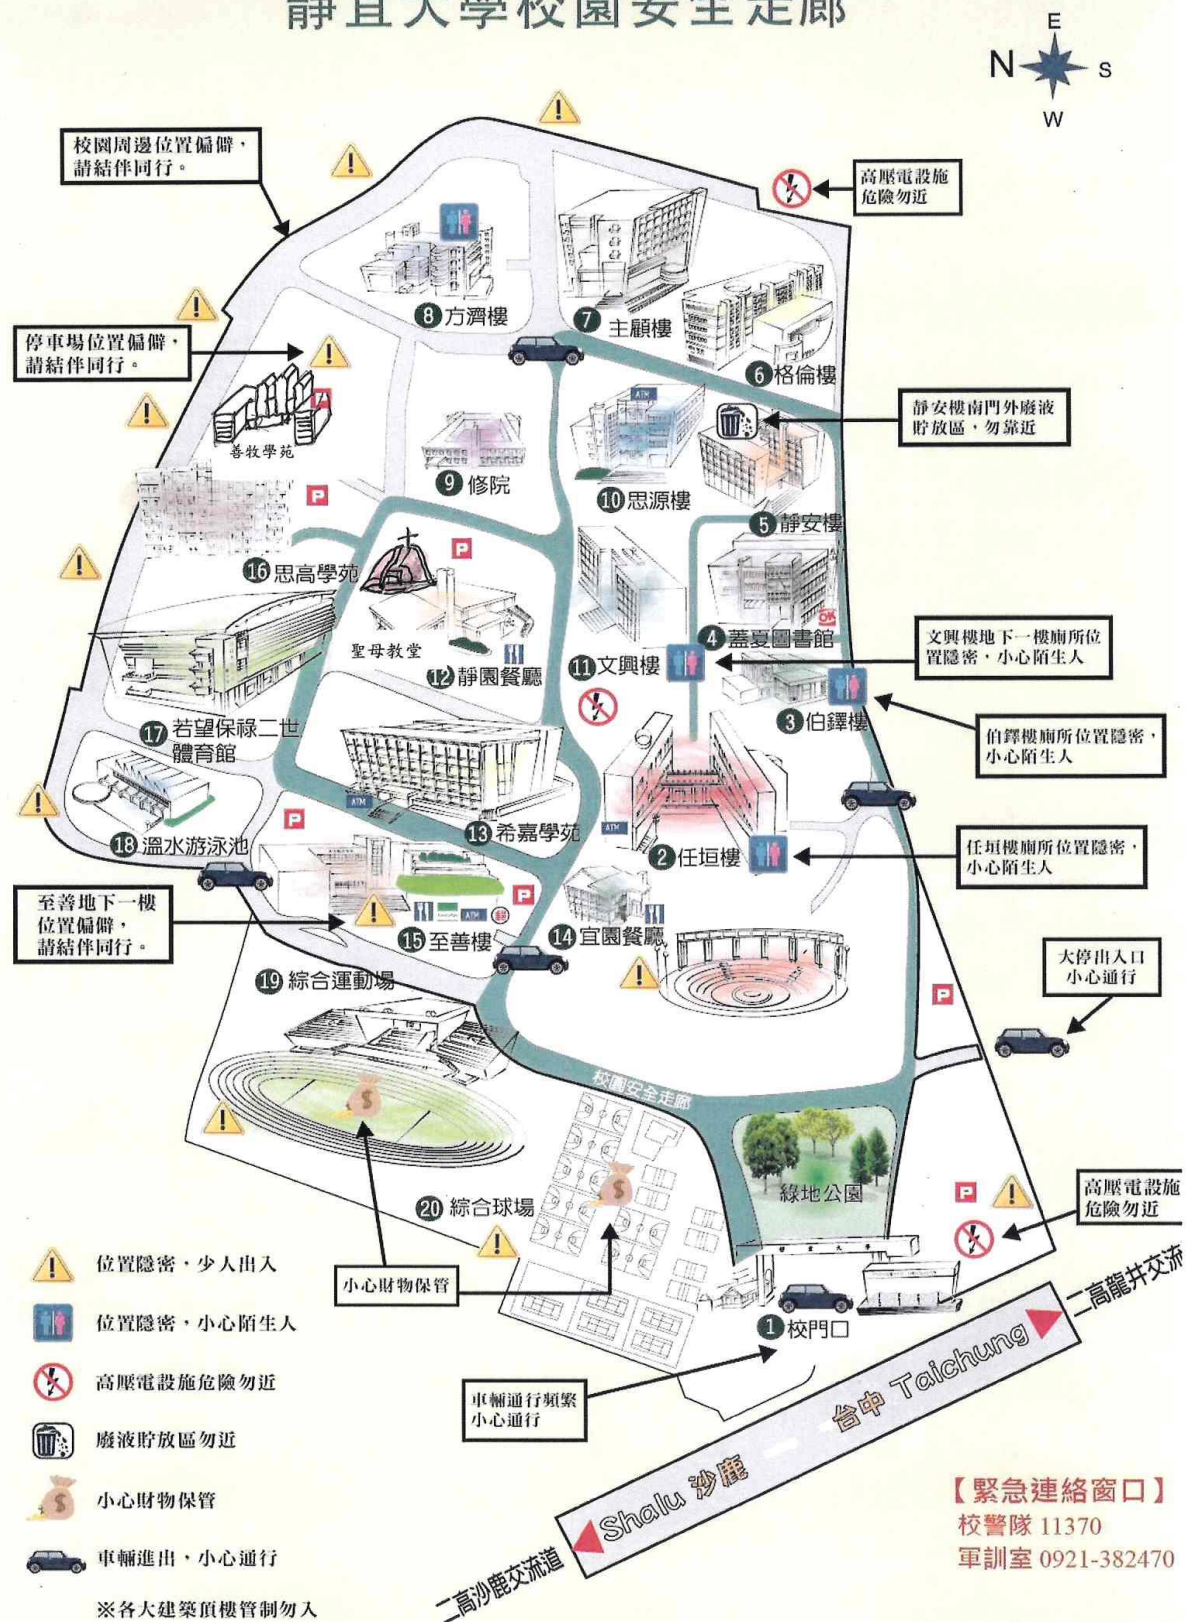 靜宜大學校園安全走廊
E
N
S
W
校園周邊位置偏僻，
請結伴同行。
高壓電設施
危險勿近
8 方濟樓
7 主顧樓
停車場位置偏僻，
請結伴同行。
6 格倫樓
ATM
靜安樓南門外廢液
貯放區，勿靠近
善牧學苑
9 修院
10 思源樓
P
5 靜安樓
16 思高學苑
P
OK
4 蓋夏圖書館
聖母教堂
12 靜園餐廳
11 文興樓
文興樓地下一樓廁所位
置隱密，小心陌生人
3 伯鐸樓
17 若望保祿二世
體育館
伯鐸樓廁所位置隱密，
小心陌生人
ATM
P
18 溫水游泳池
13 希嘉學苑
ATM
2 任垣樓
任垣樓廁所位置隱密，
小心陌生人
至善地下一樓
位置偏僻，
請結伴同行。
P
ATM
郵
15 至善樓
14 宜園餐廳
大停出入口
小心通行
19 綜合運動場
P
校園安全走廊
$
$
綠地公園
20 綜合球場
P
高壓電設施
危險勿近
小心財物保管
靜宜大學
1 校門口
車輛通行頻繁
小心通行
二高龍井交流
台中 Taichung
Shalu 沙鹿
二高沙鹿交流道
位置隱密，少人出入
位置隱密，小心陌生人
高壓電設施危險勿近
廢液貯放區勿近
$
小心財物保管
車輛進出，小心通行
※各大建築頂樓管制勿入
【緊急連絡窗口】
校警隊 11370
軍訓室 0921-382470